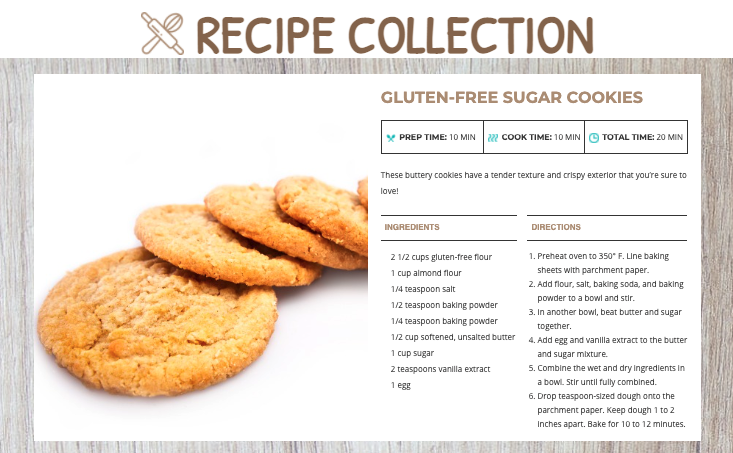 RECIPE COLLECTION
GLUTEN-FREE SUGAR COOKIES
PREP TIME: 10 MIN
COOK TIME: 10 MIN
TOTAL TIME: 20 MIN
These buttery cookies have a tender texture and crispy exterior that you're sure to
love!
INGREDIENTS
2 1/2 cups gluten-free flour
1 cup almond flour
1/4 teaspoon salt
1/2 teaspoon baking powder
1/4 teaspoon baking powder
1/2 cup softened, unsalted butter
1 cup sugar
2 teaspoons vanilla extract
1 egg
DIRECTIONS
1. Preheat oven to 350° F. Line baking
sheets with parchment paper.
2. Add flour, salt, baking soda, and baking
powder to a bowl and stir.
3. In another bowl, beat butter and sugar
together.
4. Add egg and vanilla extract to the butter
and sugar mixture.
5. Combine the wet and dry ingredients in
a bowl. Stir until fully combined.
6. Drop teaspoon-sized dough onto the
parchment paper. Keep dough 1 to 2
inches apart. Bake for 10 to 12 minutes.